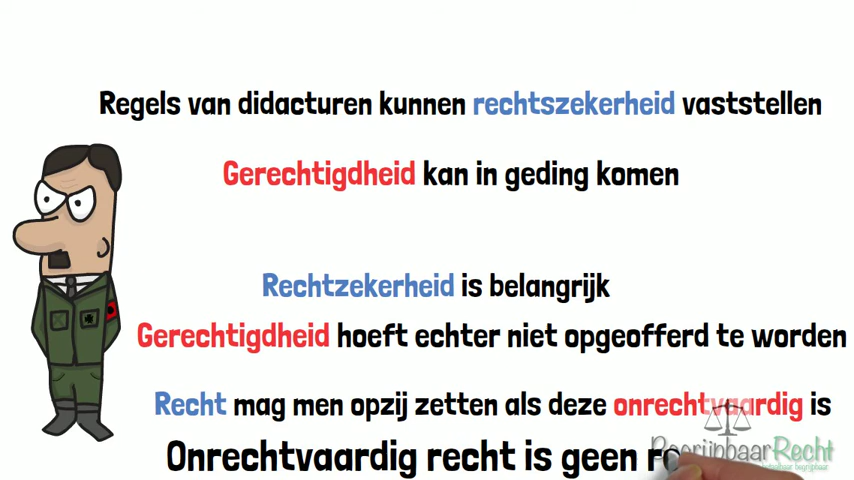 Regels van didacturen kunnen rechtszekerheid vaststellen
Gerechtigdheid kan in geding komen
Rechtzekerheid is belangrijk
Gerechtigdheid hoeft echter niet opgeofferd te worden
Recht mag men opzij zetten als deze onrechtvaardig is
Onrechtvaardig recht is geen
BegrijpbaarRecht